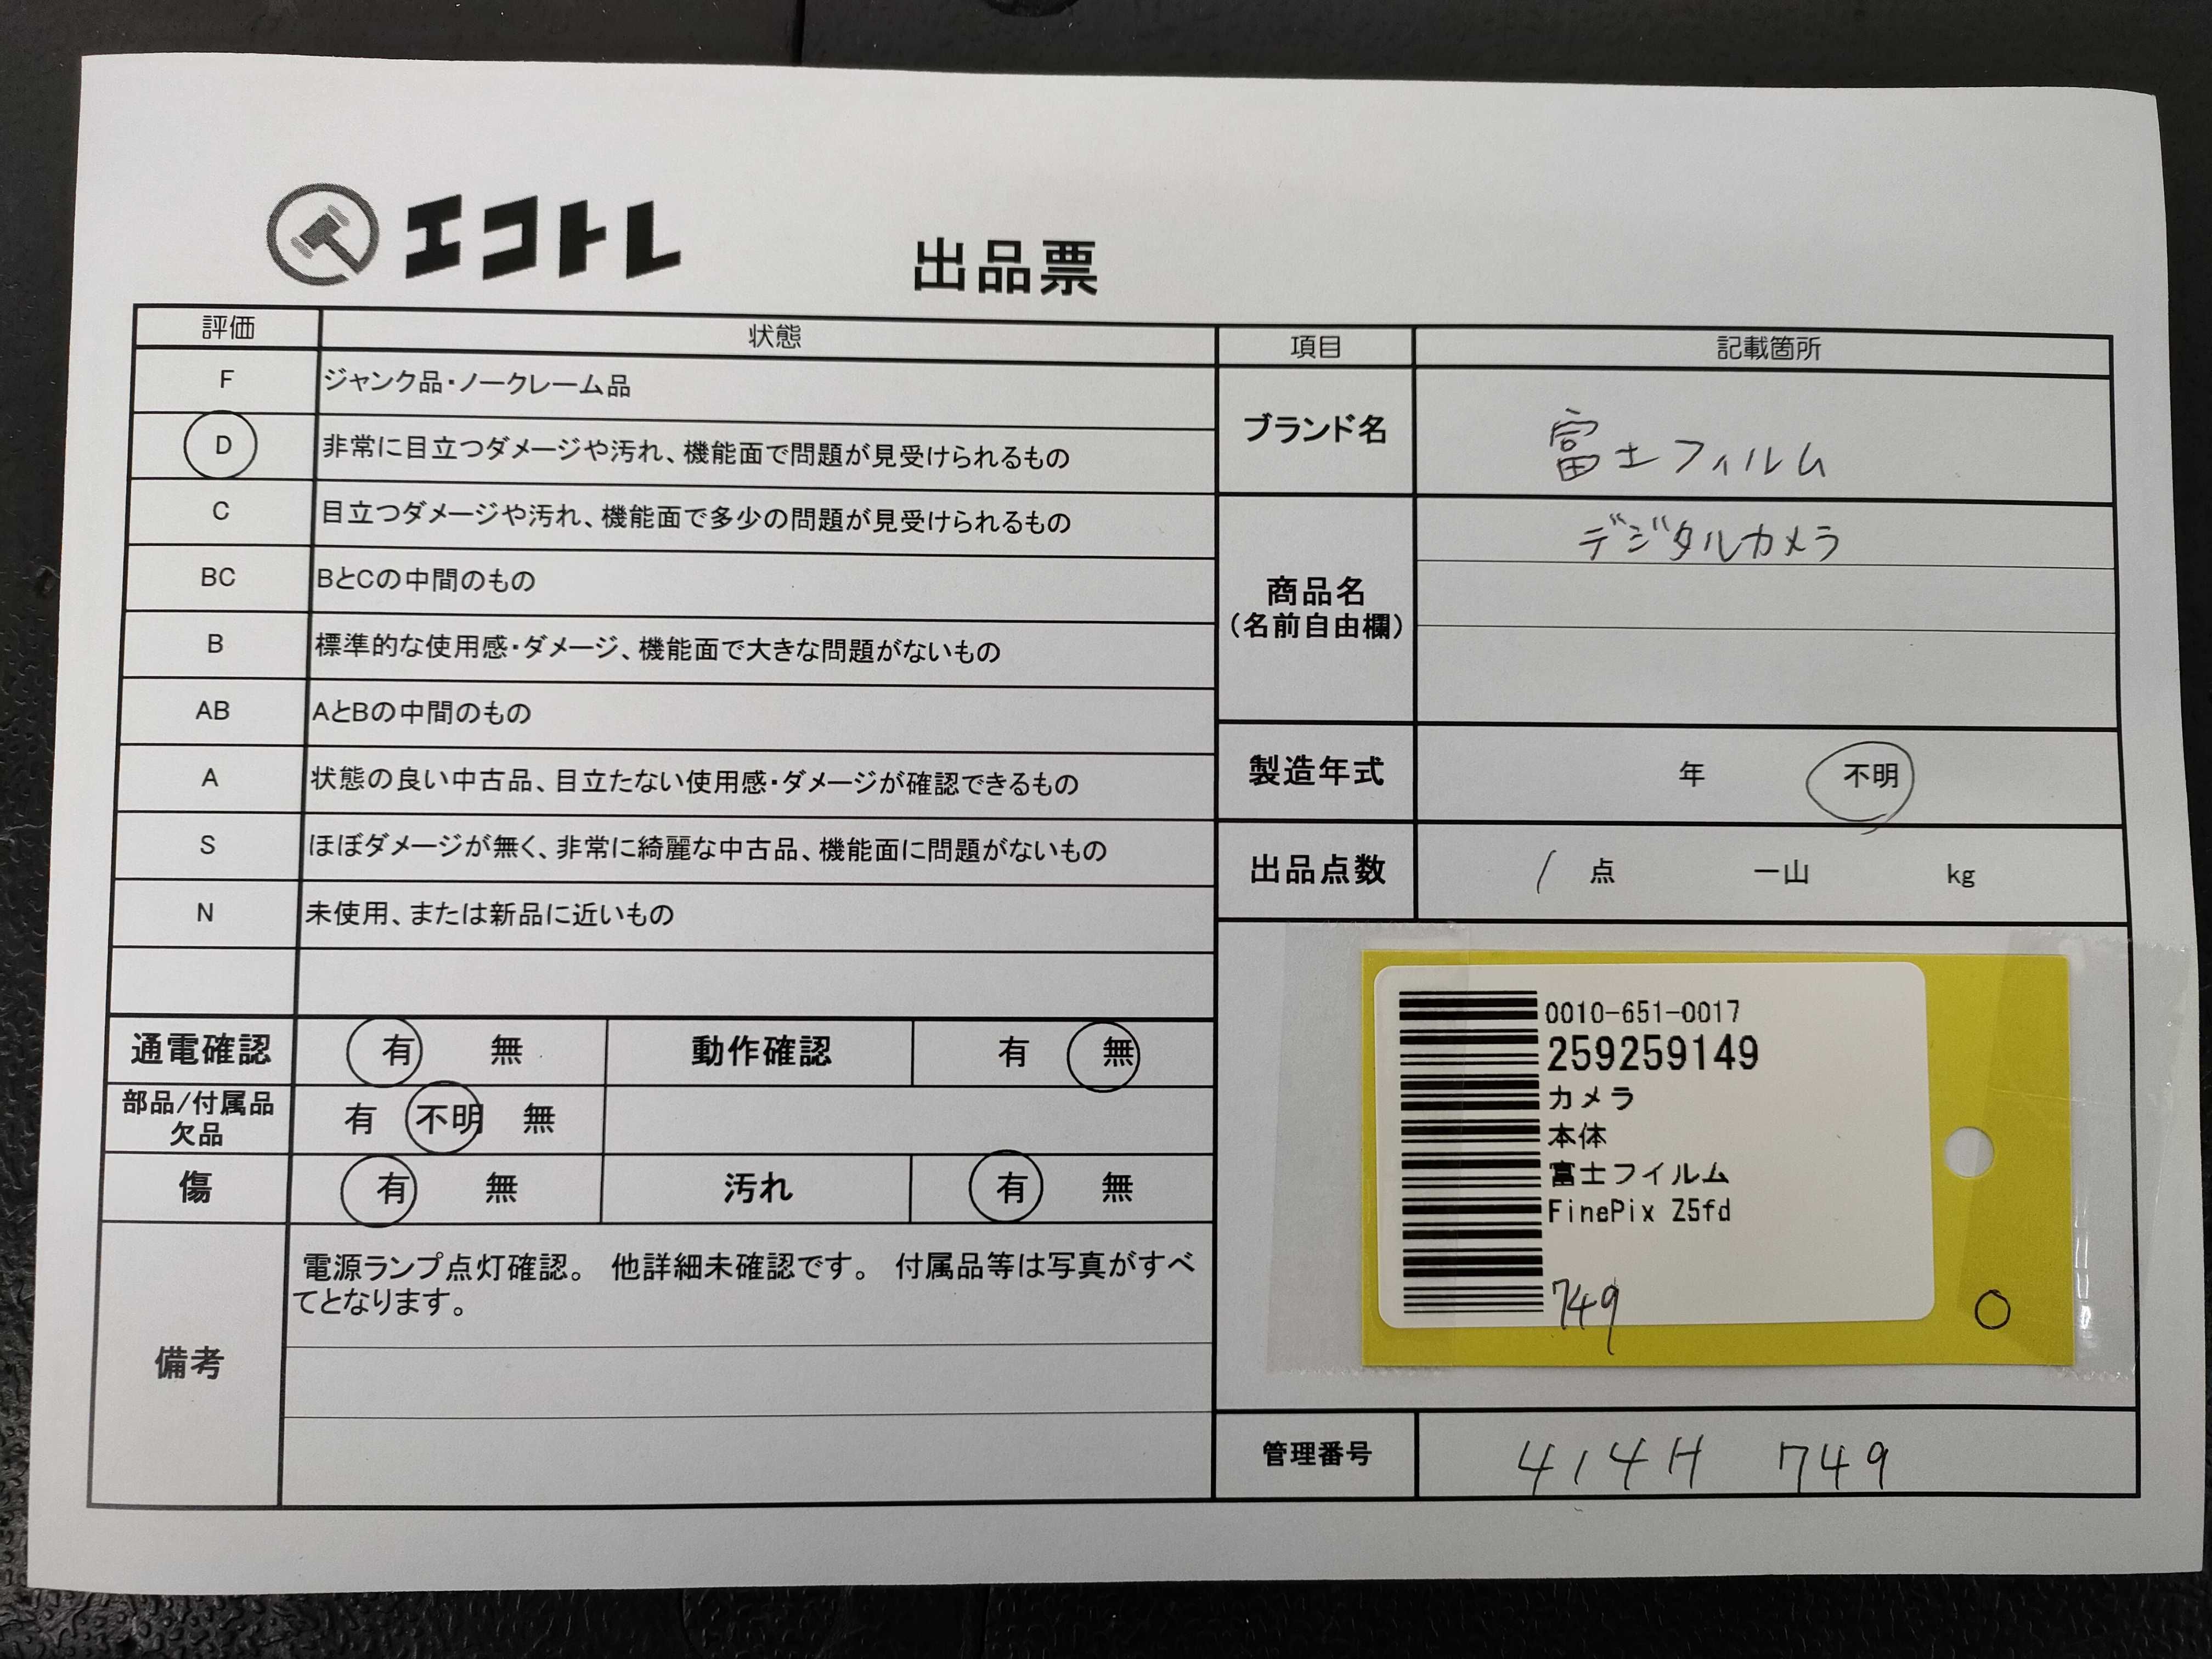 エコトレ
出品票
評価 状態
F ジャンク品・ノークレーム品
D 非常に目立つダメージや汚れ、機能面で問題が見受けられるもの
C 目立つダメージや汚れ、機能面で多少の問題が見受けられるもの
BC BとCの中間のもの
B 標準的な使用感・ダメージ、機能面で大きな問題がないもの
AB AとBの中間のもの
A 状態の良い中古品、目立たない使用感・ダメージが確認できるもの
S ほぼダメージが無く、非常に綺麗な中古品、機能面に問題がないもの
N 未使用、または新品に近いもの
通電確認 有 無 動作確認 有 無
部品/付属品
欠品 有 不明 無
傷 有 無 汚れ 有 無
備考
電源ランプ点灯確認。 他詳細未確認です。 付属品等は写真がすべ
てとなります。
項目 記載箇所
ブランド名 富士フィルム
商品名
(名前自由欄)
デジタルカメラ
製造年式 年 不明
出品点数 1 点 一山 kg
0010-651-0017
259259149
カメラ
本体
富士フイルム
FinePix Z5fd
749
管理番号 414H 749